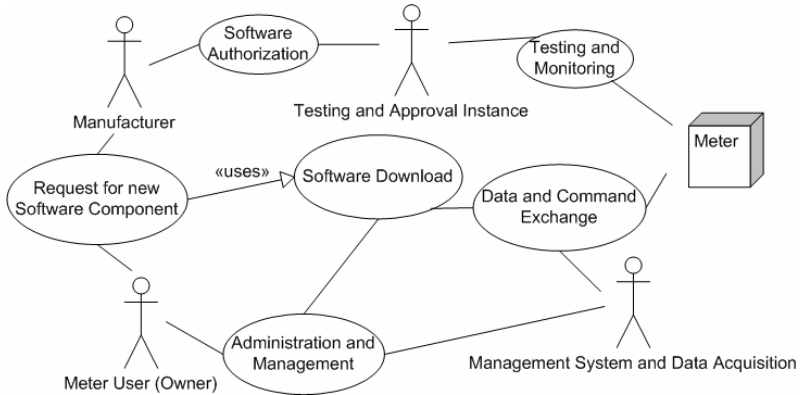 Software
Authorization
Testing and
Monitoring
Testing and Approval Instance
Manufacturer
Meter
«uses»
Software Download
Request for new
Software Component
Data and Command
Exchange
Administration and
Management
Management System and Data Acquisition
Meter User (Owner)